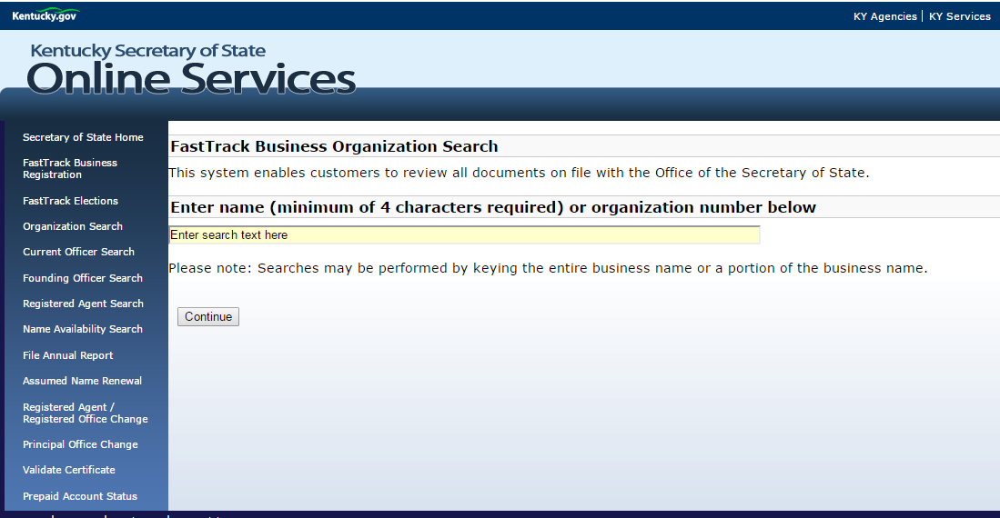 Kentucky.gov
KY Agencies | KY Services
Kentucky Secretary of State
Online Services
Secretary of State Home
FastTrack Business
Registration
FastTrack Elections
Organization Search
Current Officer Search
Founding Officer Search
Registered Agent Search
Name Availability Search
File Annual Report
Assumed Name Renewal
Registered Agent /
Registered Office Change
Principal Office Change
Validate Certificate
Prepaid Account Status
FastTrack Business Organization Search
This system enables customers to review all documents on file with the Office of the Secretary of State.
Enter name (minimum of 4 characters required) or organization number below
Enter search text here
Please note: Searches may be performed by keying the entire business name or a portion of the business name.
Continue